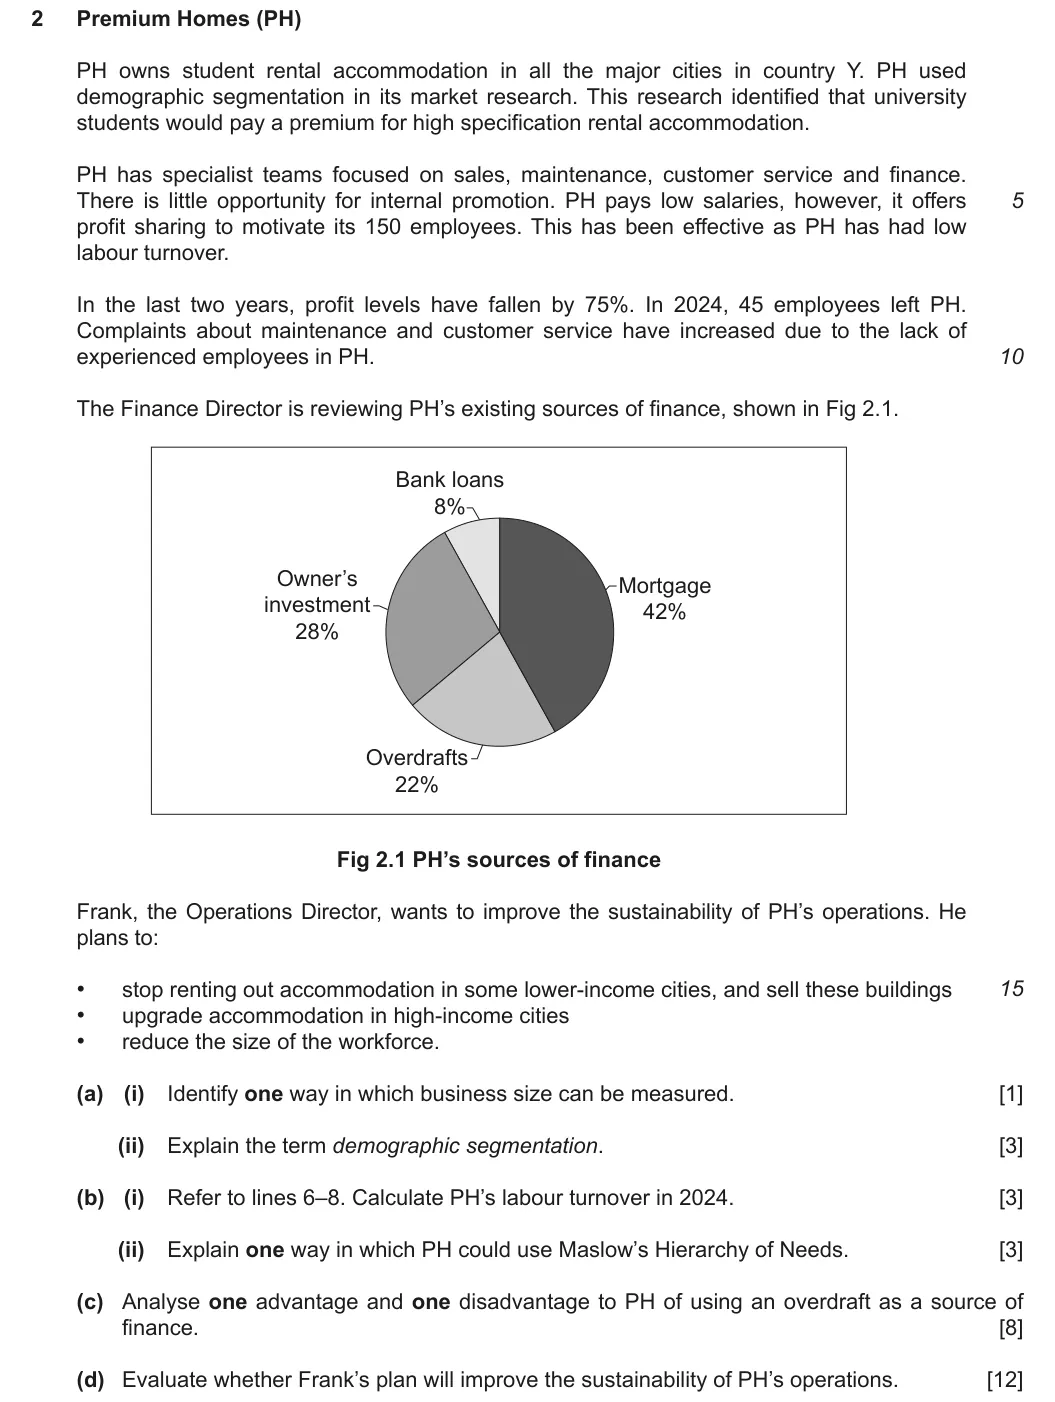 2 Premium Homes (PH)
PH owns student rental accommodation in all the major cities in country Y. PH used
demographic segmentation in its market research. This research identified that university
students would pay a premium for high specification rental accommodation.
PH has specialist teams focused on sales, maintenance, customer service and finance.
There is little opportunity for internal promotion. PH pays low salaries, however, it offers 5
profit sharing to motivate its 150 employees. This has been effective as PH has had low
labour turnover.
In the last two years, profit levels have fallen by 75%. In 2024, 45 employees left PH.
Complaints about maintenance and customer service have increased due to the lack of
experienced employees in PH. 10
The Finance Director is reviewing PH's existing sources of finance, shown in Fig 2.1.
Bank loans
8%
Owner's
investment
28%
Mortgage
42%
Overdrafts
22%
Fig 2.1 PH's sources of finance
Frank, the Operations Director, wants to improve the sustainability of PH's operations. He
plans to:
• stop renting out accommodation in some lower-income cities, and sell these buildings 15
• upgrade accommodation in high-income cities
• reduce the size of the workforce.
(a) (i) Identify one way in which business size can be measured. [1]
(ii) Explain the term demographic segmentation. [3]
(b) (i) Refer to lines 6–8. Calculate PH's labour turnover in 2024. [3]
(ii) Explain one way in which PH could use Maslow's Hierarchy of Needs. [3]
(c) Analyse one advantage and one disadvantage to PH of using an overdraft as a source of
finance. [8]
(d) Evaluate whether Frank's plan will improve the sustainability of PH's operations. [12]